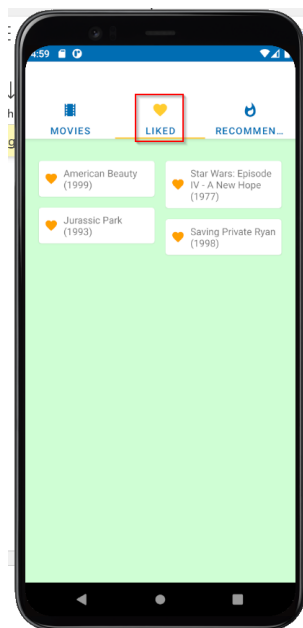 4:59
MOVIES
LIKED
RECOMMEN...
American Beauty
(1999)
Star Wars: Episode
IV - A New Hope
(1977)
Jurassic Park
(1993)
Saving Private Ryan
(1998)